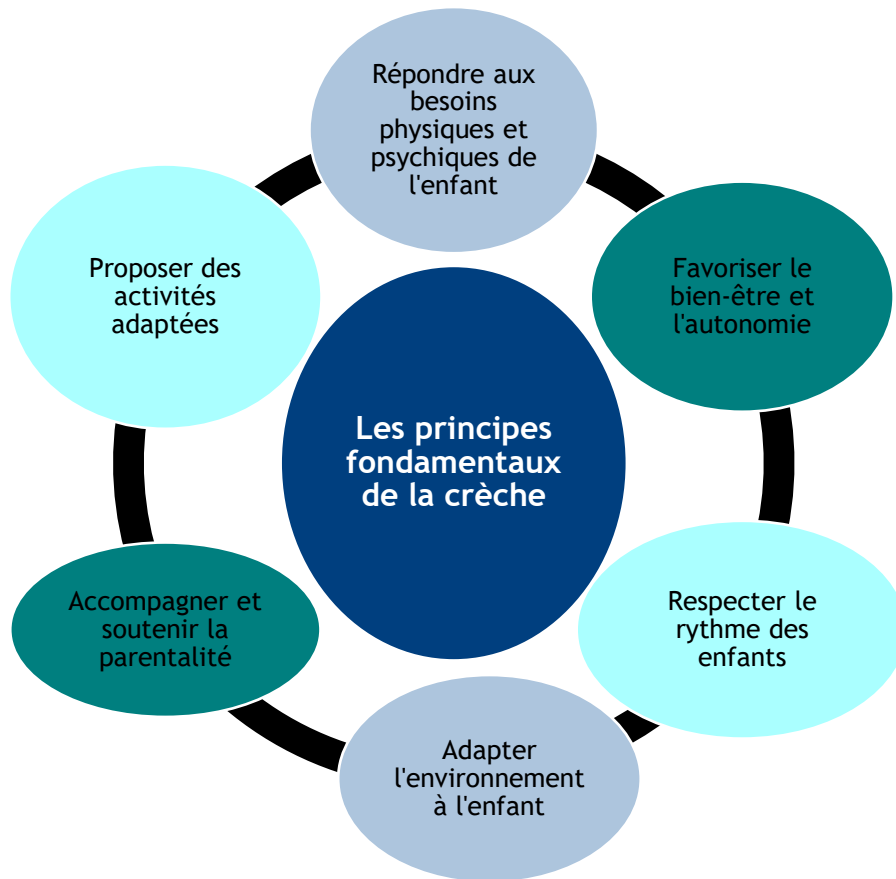 Répondre aux
besoins
physiques et
psychiques de
l'enfant
Favoriser le
bien-être et
l'autonomie
Respecter le
rythme des
enfants
Adapter
l'environnement
à l'enfant
Accompagner et
soutenir la
parentalité
Proposer des
activités
adaptées
Les principes
fondamentaux
de la crèche